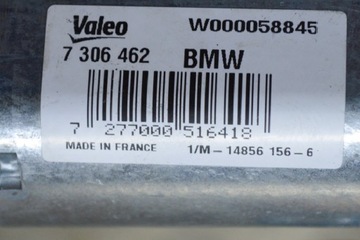 Valeo W000058845
7 306 462 BMW
7 277000 516418
MADE IN FRANCE 1/M-14856 156-6